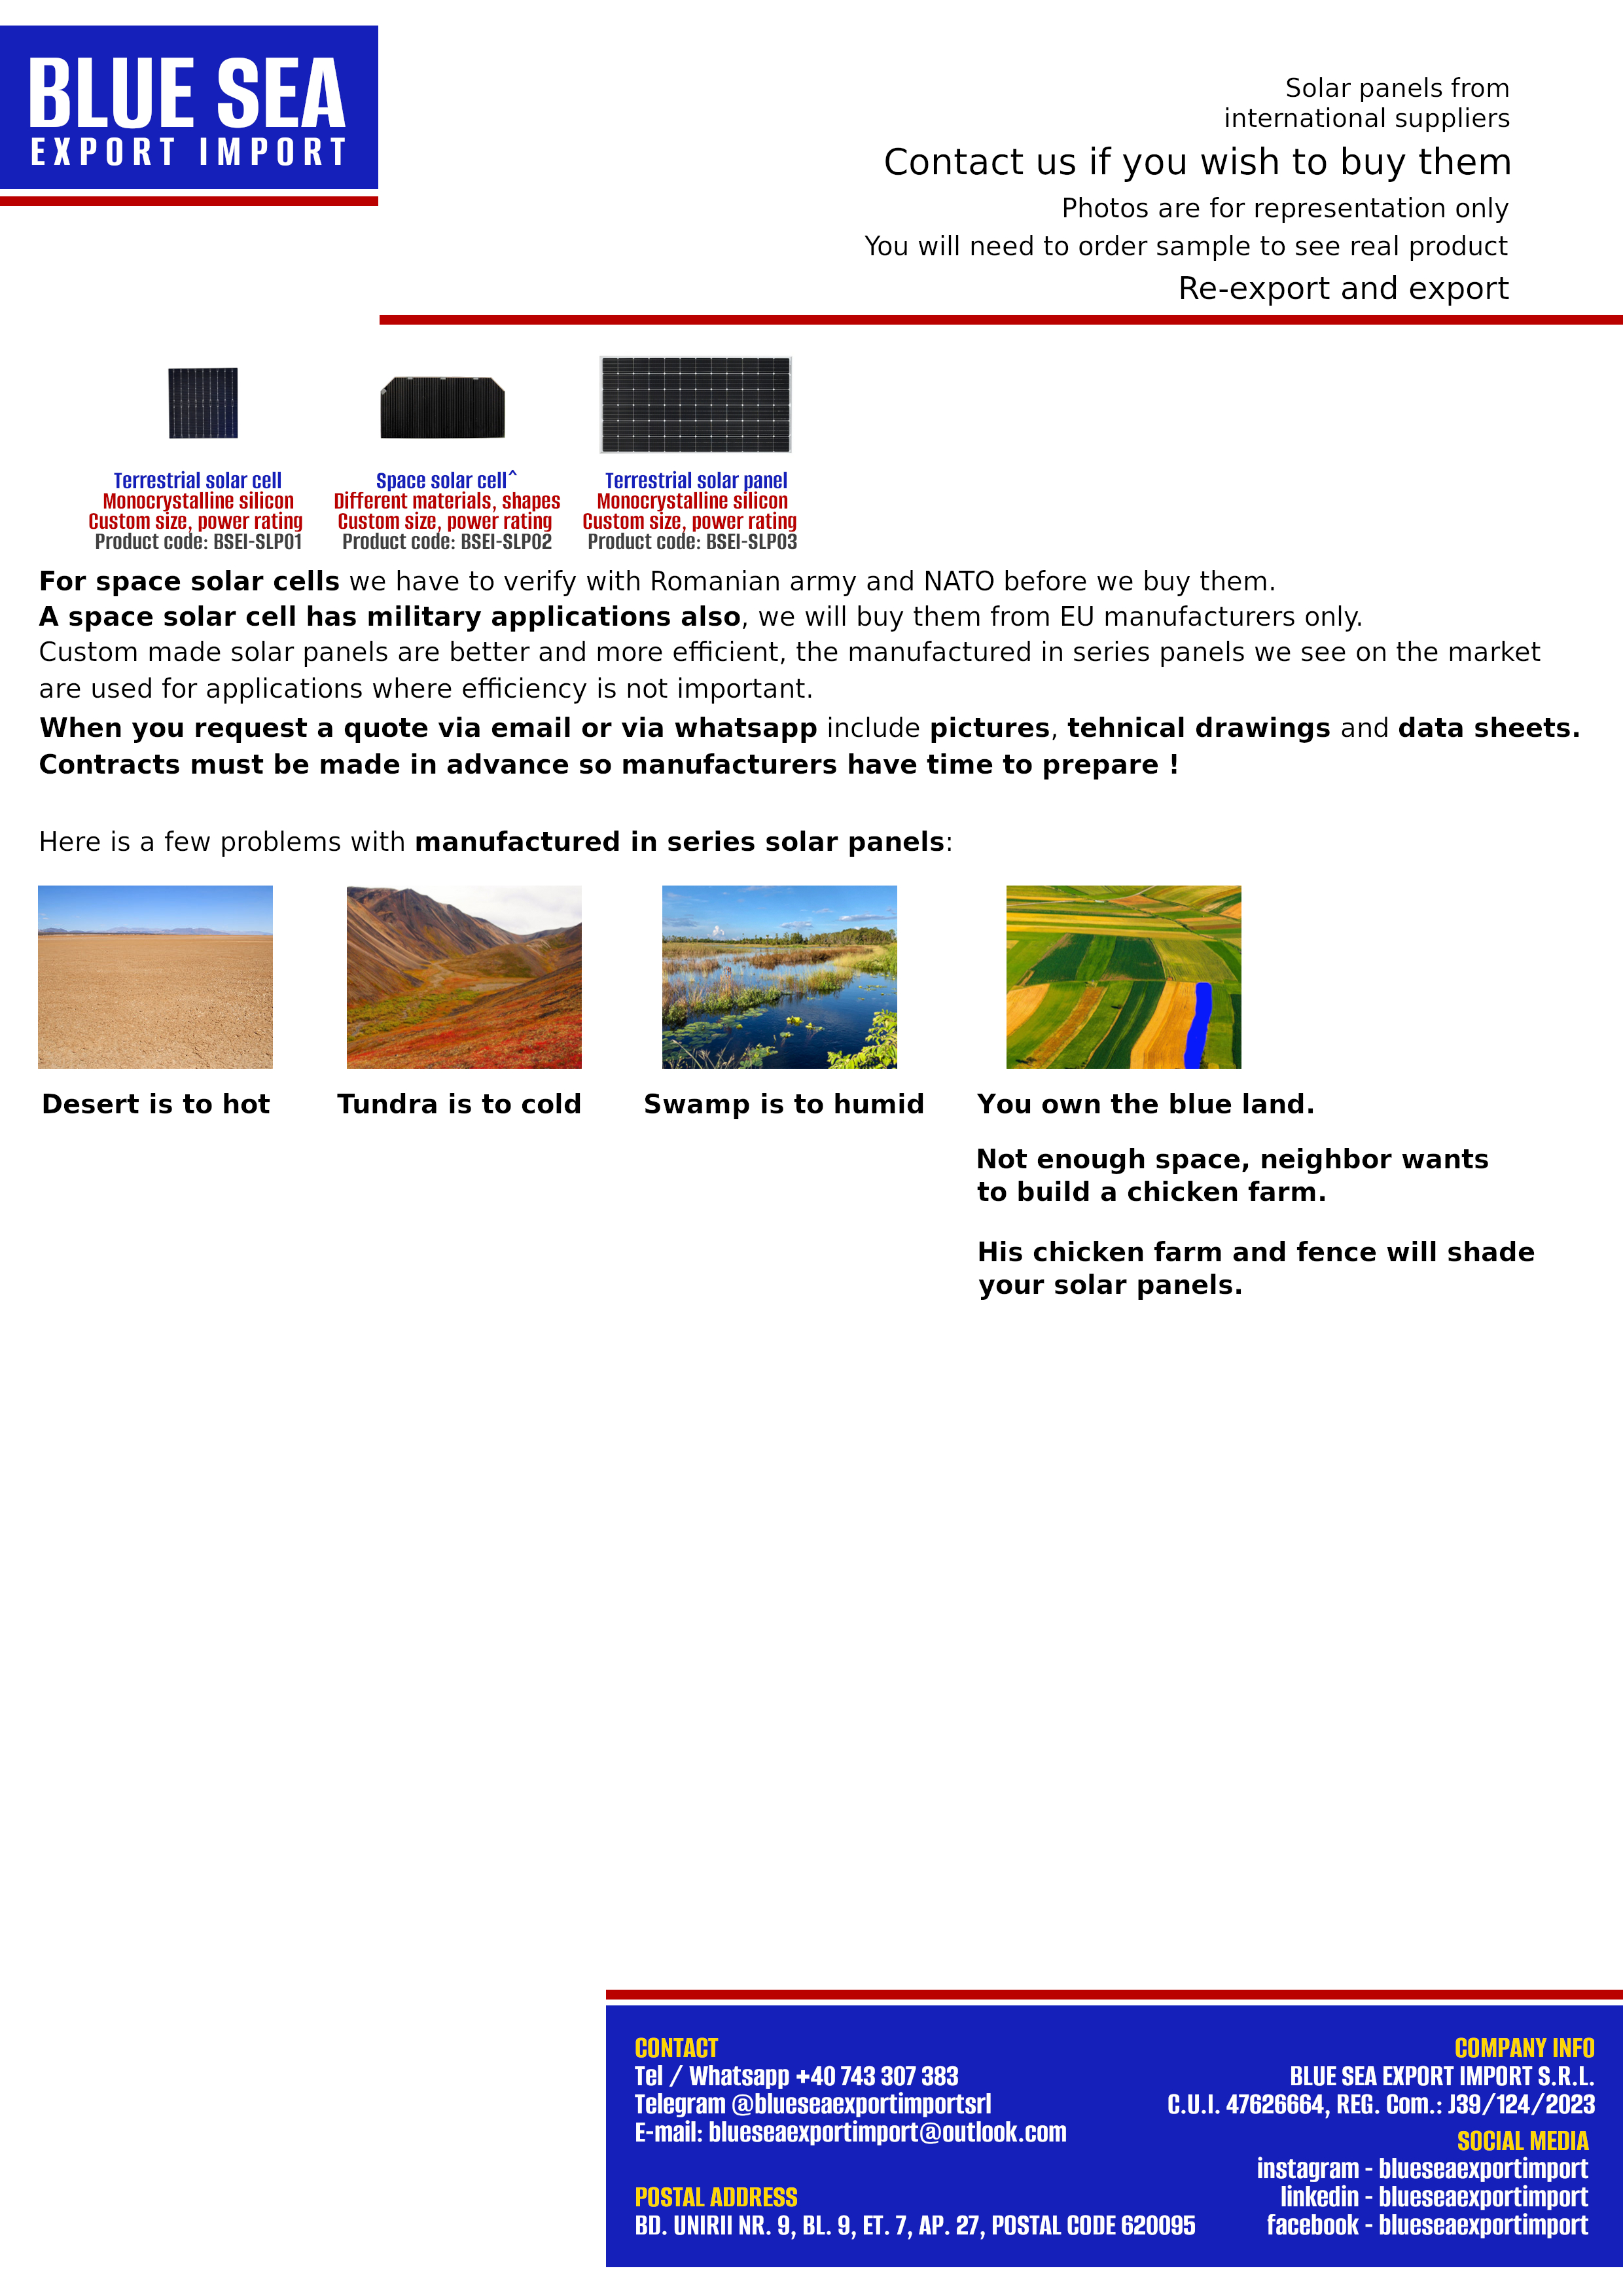 BLUE SEA
EXPORT IMPORT
Solar panels from
international suppliers
Contact us if you wish to buy them
Photos are for representation only
You will need to order sample to see real product
Re-export and export
Terrestrial solar cell
Monocrystalline silicon
Custom size, power rating
Product code: BSEI-SLP01
Space solar cell^
Different materials, shapes
Custom size, power rating
Product code: BSEI-SLP02
Terrestrial solar panel
Monocrystalline silicon
Custom size, power rating
Product code: BSEI-SLP03
For space solar cells we have to verify with Romanian army and NATO before we buy them.
A space solar cell has military applications also, we will buy them from EU manufacturers only.
Custom made solar panels are better and more efficient, the manufactured in series panels we see on the market
are used for applications where efficiency is not important.
When you request a quote via email or via whatsapp include pictures, tehnical drawings and data sheets.
Contracts must be made in advance so manufacturers have time to prepare !
Here is a few problems with manufactured in series solar panels:
Desert is to hot
Tundra is to cold
Swamp is to humid
You own the blue land.
Not enough space, neighbor wants
to build a chicken farm.
His chicken farm and fence will shade
your solar panels.
CONTACT
Tel / Whatsapp +40 743 307 383
Telegram @blueseaexportimportsrl
E-mail: blueseaexportimport@outlook.com
POSTAL ADDRESS
BD. UNIRII NR. 9, BL. 9, ET. 7, AP. 27, POSTAL CODE 620095
COMPANY INFO
BLUE SEA EXPORT IMPORT S.R.L.
C.U.I. 47626664, REG. Com.: J39/124/2023
SOCIAL MEDIA
instagram - blueseaexportimport
linkedin - blueseaexportimport
facebook - blueseaexportimport